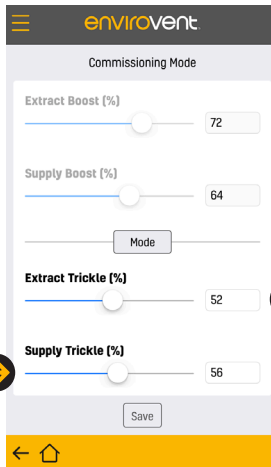 envirovent
Commissioning Mode
Extract Boost (%)
72
Supply Boost (%)
64
Mode
Extract Trickle (%)
52
Supply Trickle (%)
56
Save